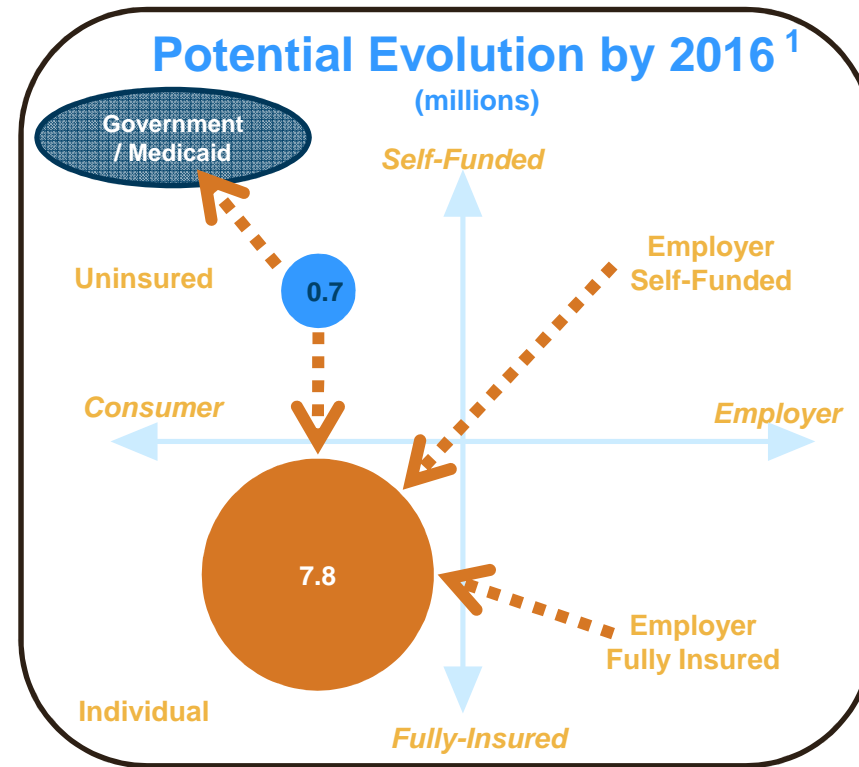 Potential Evolution by 2016 1
(millions)
Government
/ Medicaid
Self-Funded
Uninsured
0.7
Employer
Self-Funded
Consumer
Employer
7.8
Employer
Fully Insured
Individual
Fully-Insured